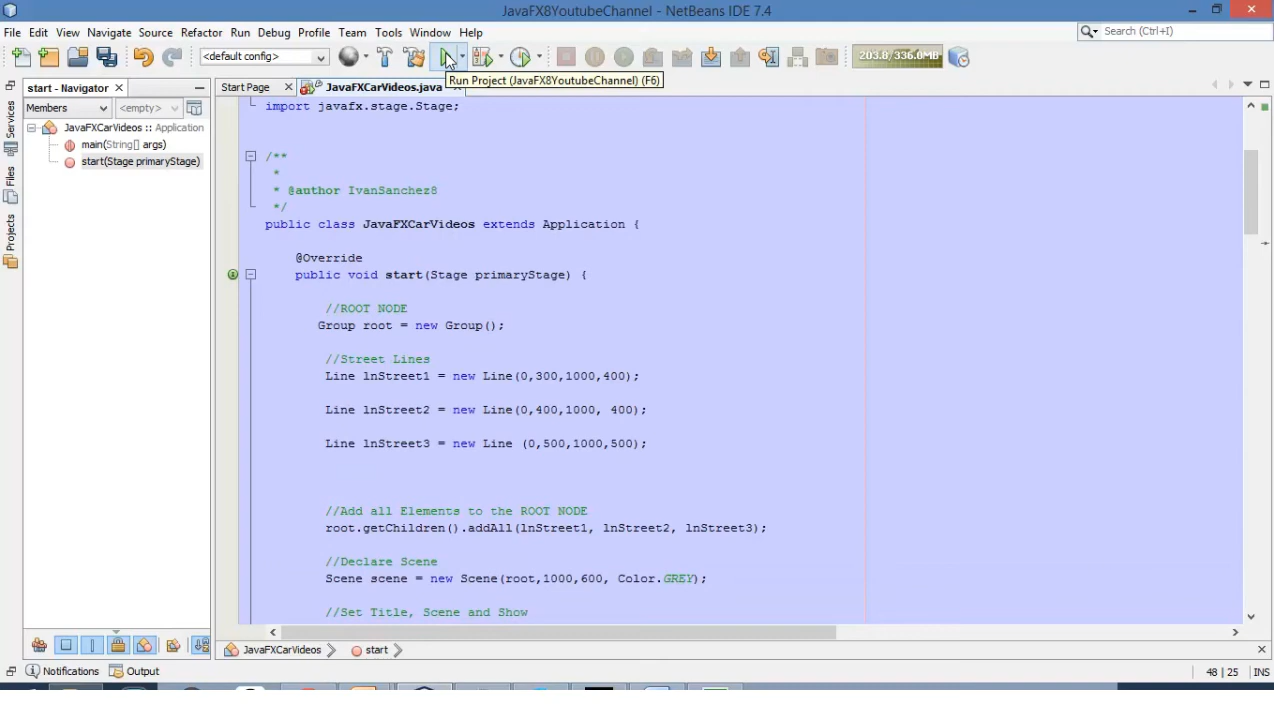 JavaFX8YoutubeChannel - NetBeans IDE 7.4
File Edit View Navigate Source Refactor Run Debug Profile Team Tools Window Help
Search (Ctrl+I)
<default config>
203.8/336.0MB
Run Project (JavaFX8YoutubeChannel) (F6)
start - Navigator
Start Page
JavaFXCarVideos.java
Members
<empty>
JavaFXCarVideos :: Application
main(String[] args)
start(Stage primaryStage)
Services
Files
Projects
import javafx.stage.Stage;
/**
*
* @author IvanSanchez8
*/
public class JavaFXCarVideos extends Application {
@Override
public void start(Stage primaryStage) {
//ROOT NODE
Group root = new Group();
//Street Lines
Line lnStreet1 = new Line(0,300,1000,400);
Line lnStreet2 = new Line(0,400,1000, 400);
Line lnStreet3 = new Line (0,500,1000,500);
//Add all Elements to the ROOT NODE
root.getChildren().addAll(lnStreet1, lnStreet2, lnStreet3);
//Declare Scene
Scene scene = new Scene(root,1000,600, Color.GREY);
//Set Title, Scene and Show
JavaFXCarVideos
start
Notifications
Output
48 | 25
INS